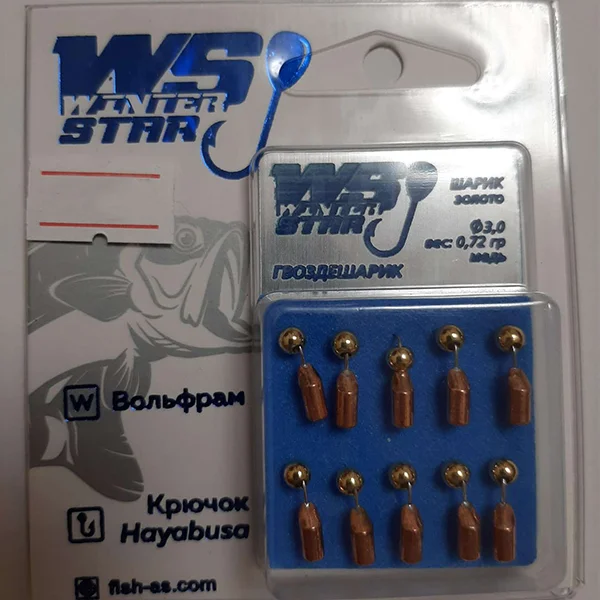 WS
WINTER
STAR
WS
WINTER
STAR
ШАРИК
золото
Ф3,0
вес: 0,72 гр
медь
ГВОЗДЕШАРИК
W Вольфрам
Крючок
Hayabusa
fish-as.com